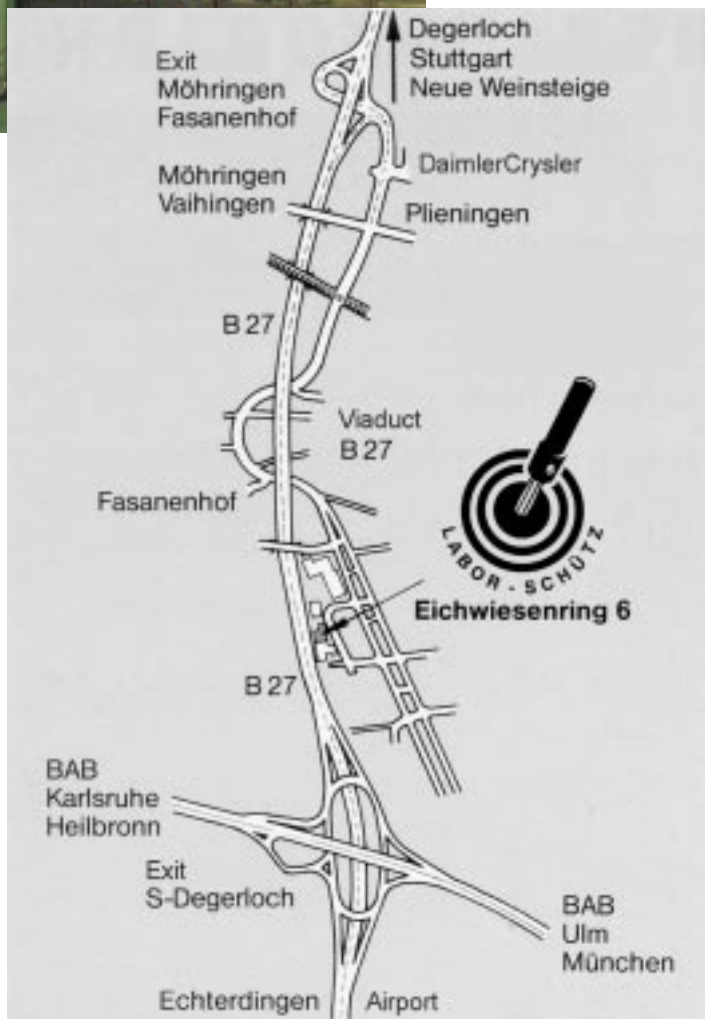 Degerloch
Stuttgart
Neue Weinsteige
Exit
Möhringen
Fasanenhof
DaimlerCrysler
Möhringen
Vaihingen
Plieningen
B 27
Viaduct
B 27
Fasanenhof
LABOR - SCHÜTZ
Eichwiesenring 6
B 27
BAB
Karlsruhe
Heilbronn
Exit
S-Degerloch
BAB
Ulm
München
Echterdingen
Airport